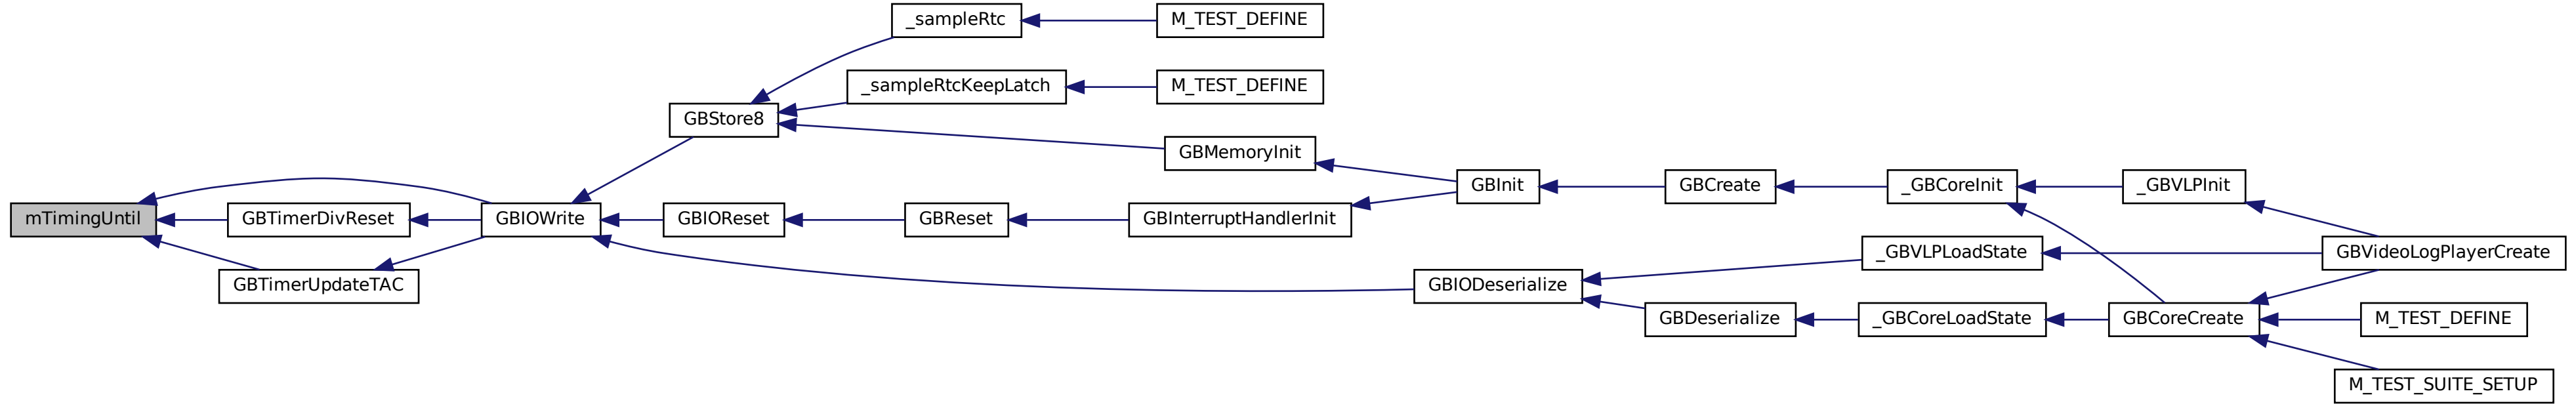 _sampleRtc
M_TEST_DEFINE
_sampleRtcKeepLatch
M_TEST_DEFINE
GBStore8
GBMemoryInit
GBInit
GBCreate
_GBCoreInit
_GBVLPInit
mTimingUntil
GBTimerDivReset
GBIOWrite
GBIOReset
GBReset
GBInterruptHandlerInit
_GBVLPLoadState
GBVideoLogPlayerCreate
GBTimerUpdateTAC
GBIODeserialize
GBDeserialize
_GBCoreLoadState
GBCoreCreate
M_TEST_DEFINE
M_TEST_SUITE_SETUP